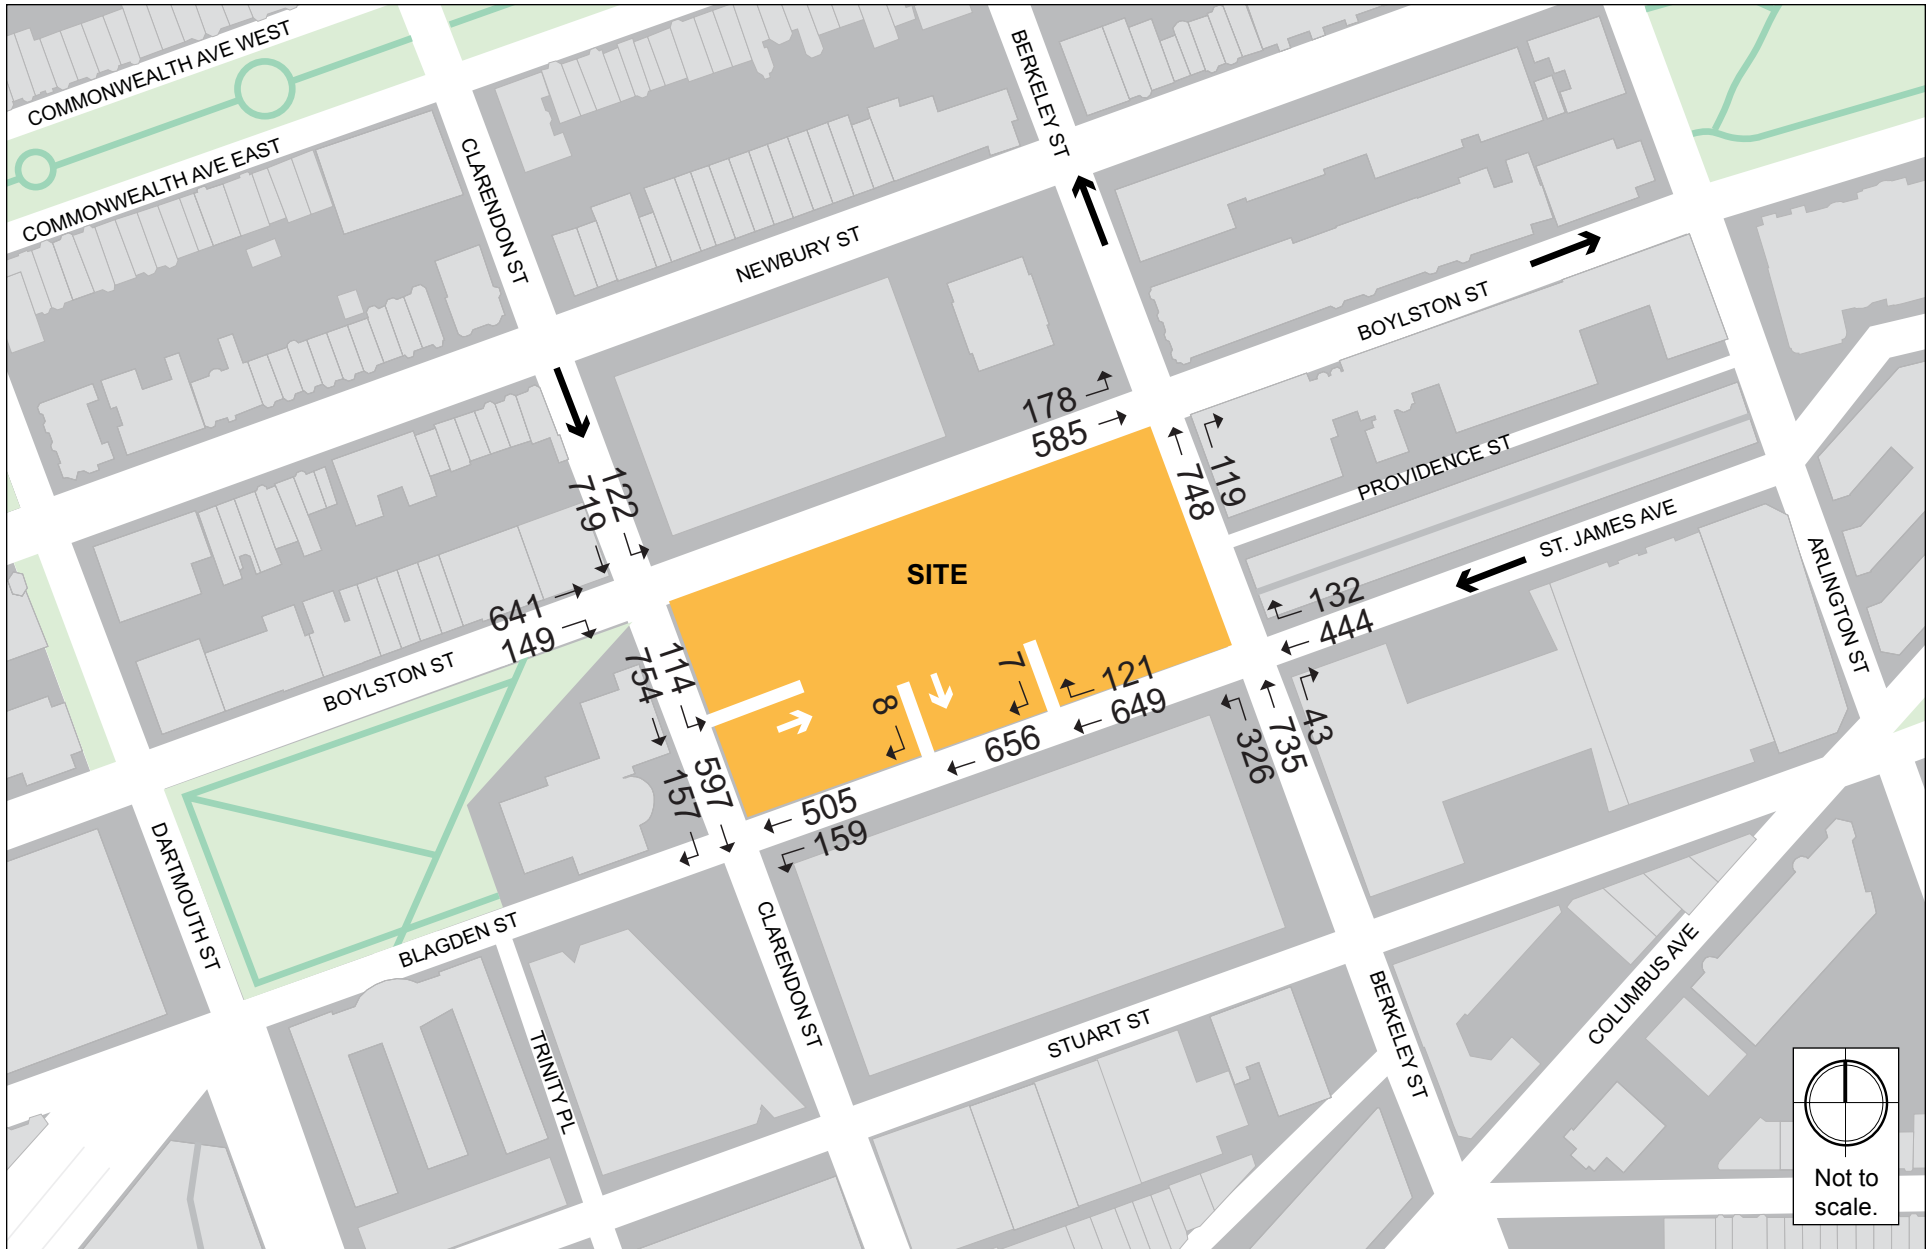 COMMONWEALTH AVE WEST
COMMONWEALTH AVE EAST
CLARENDON ST
BERKELEY ST
NEWBURY ST
BOYLSTON ST
178
585
119
748
PROVIDENCE ST
ST. JAMES AVE
ARLINGTON ST
122
719
641
149
BOYLSTON ST
SITE
132
444
114
754
7
8
121
649
656
43
735
326
597
157
505
159
DARTMOUTH ST
BLAGDEN ST
CLARENDON ST
TRINITY PL
STUART ST
BERKELEY ST
COLUMBUS AVE
Not to
scale.